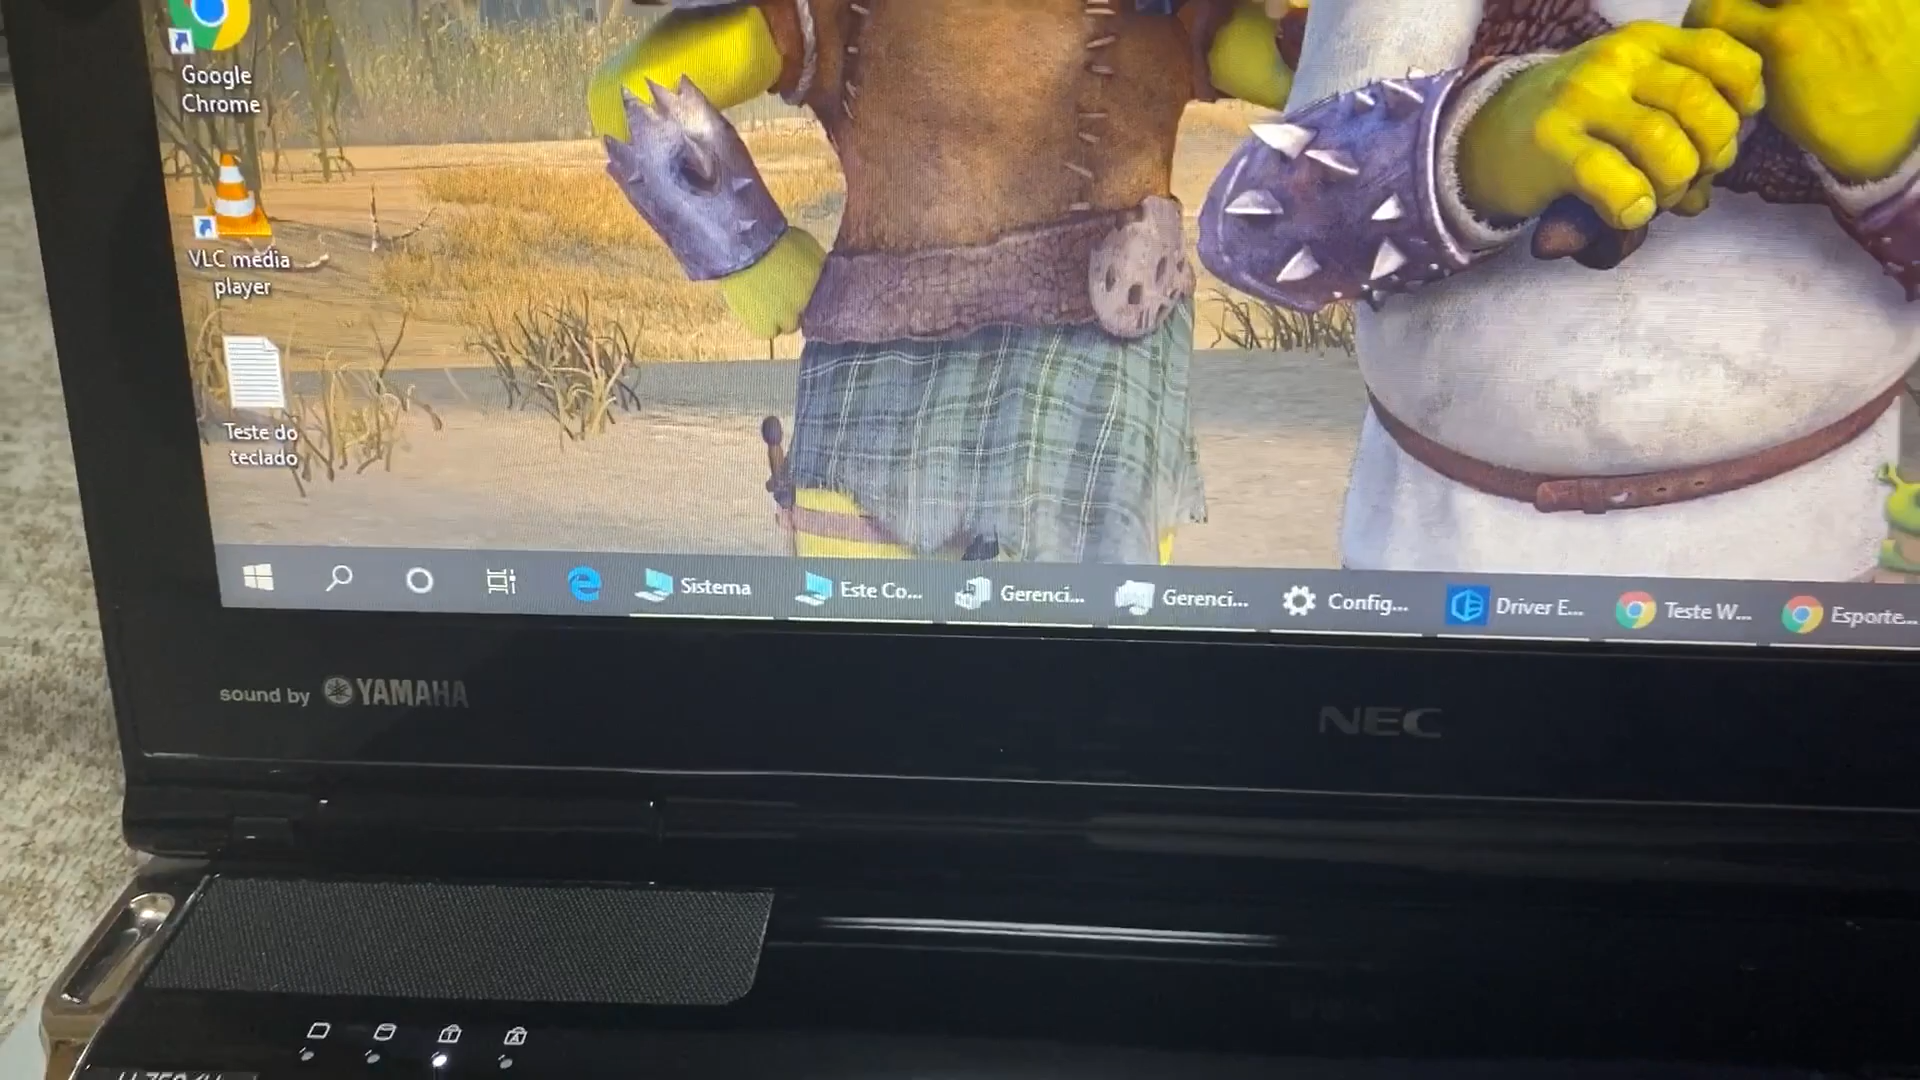 Google
Chrome
VLC media
player
Teste do
teclado
Sistema
Este Co...
Gerenci...
Gerenci...
Config...
Driver E...
Teste W...
Esporte...
sound by YAMAHA
NEC